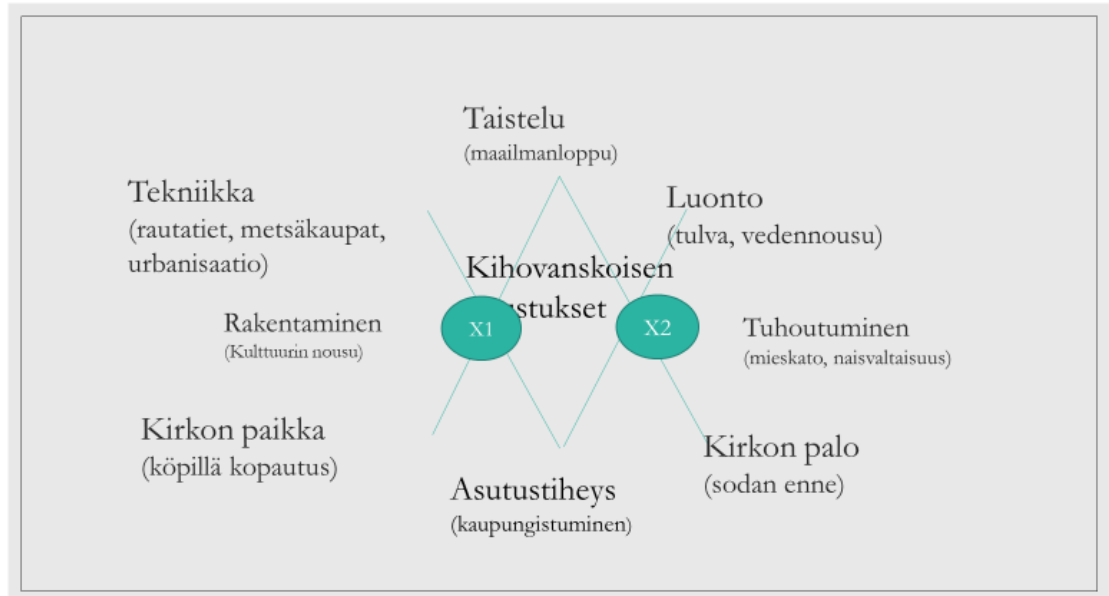 Taistelu
(maailmanloppu)
Tekniikka
(rautatiet, metsäkaupat,
urbanisaatio)
Luonto
(tulva, vedennousu)
Kihovanskoisen
ustukset
Rakentaminen
(Kulttuurin nousu)
X1
X2
Tuhoutuminen
(mieskato, naisvaltaisuus)
Kirkon paikka
(köpillä kopautus)
Kirkon palo
(sodan enne)
Asutustiheys
(kaupungistuminen)